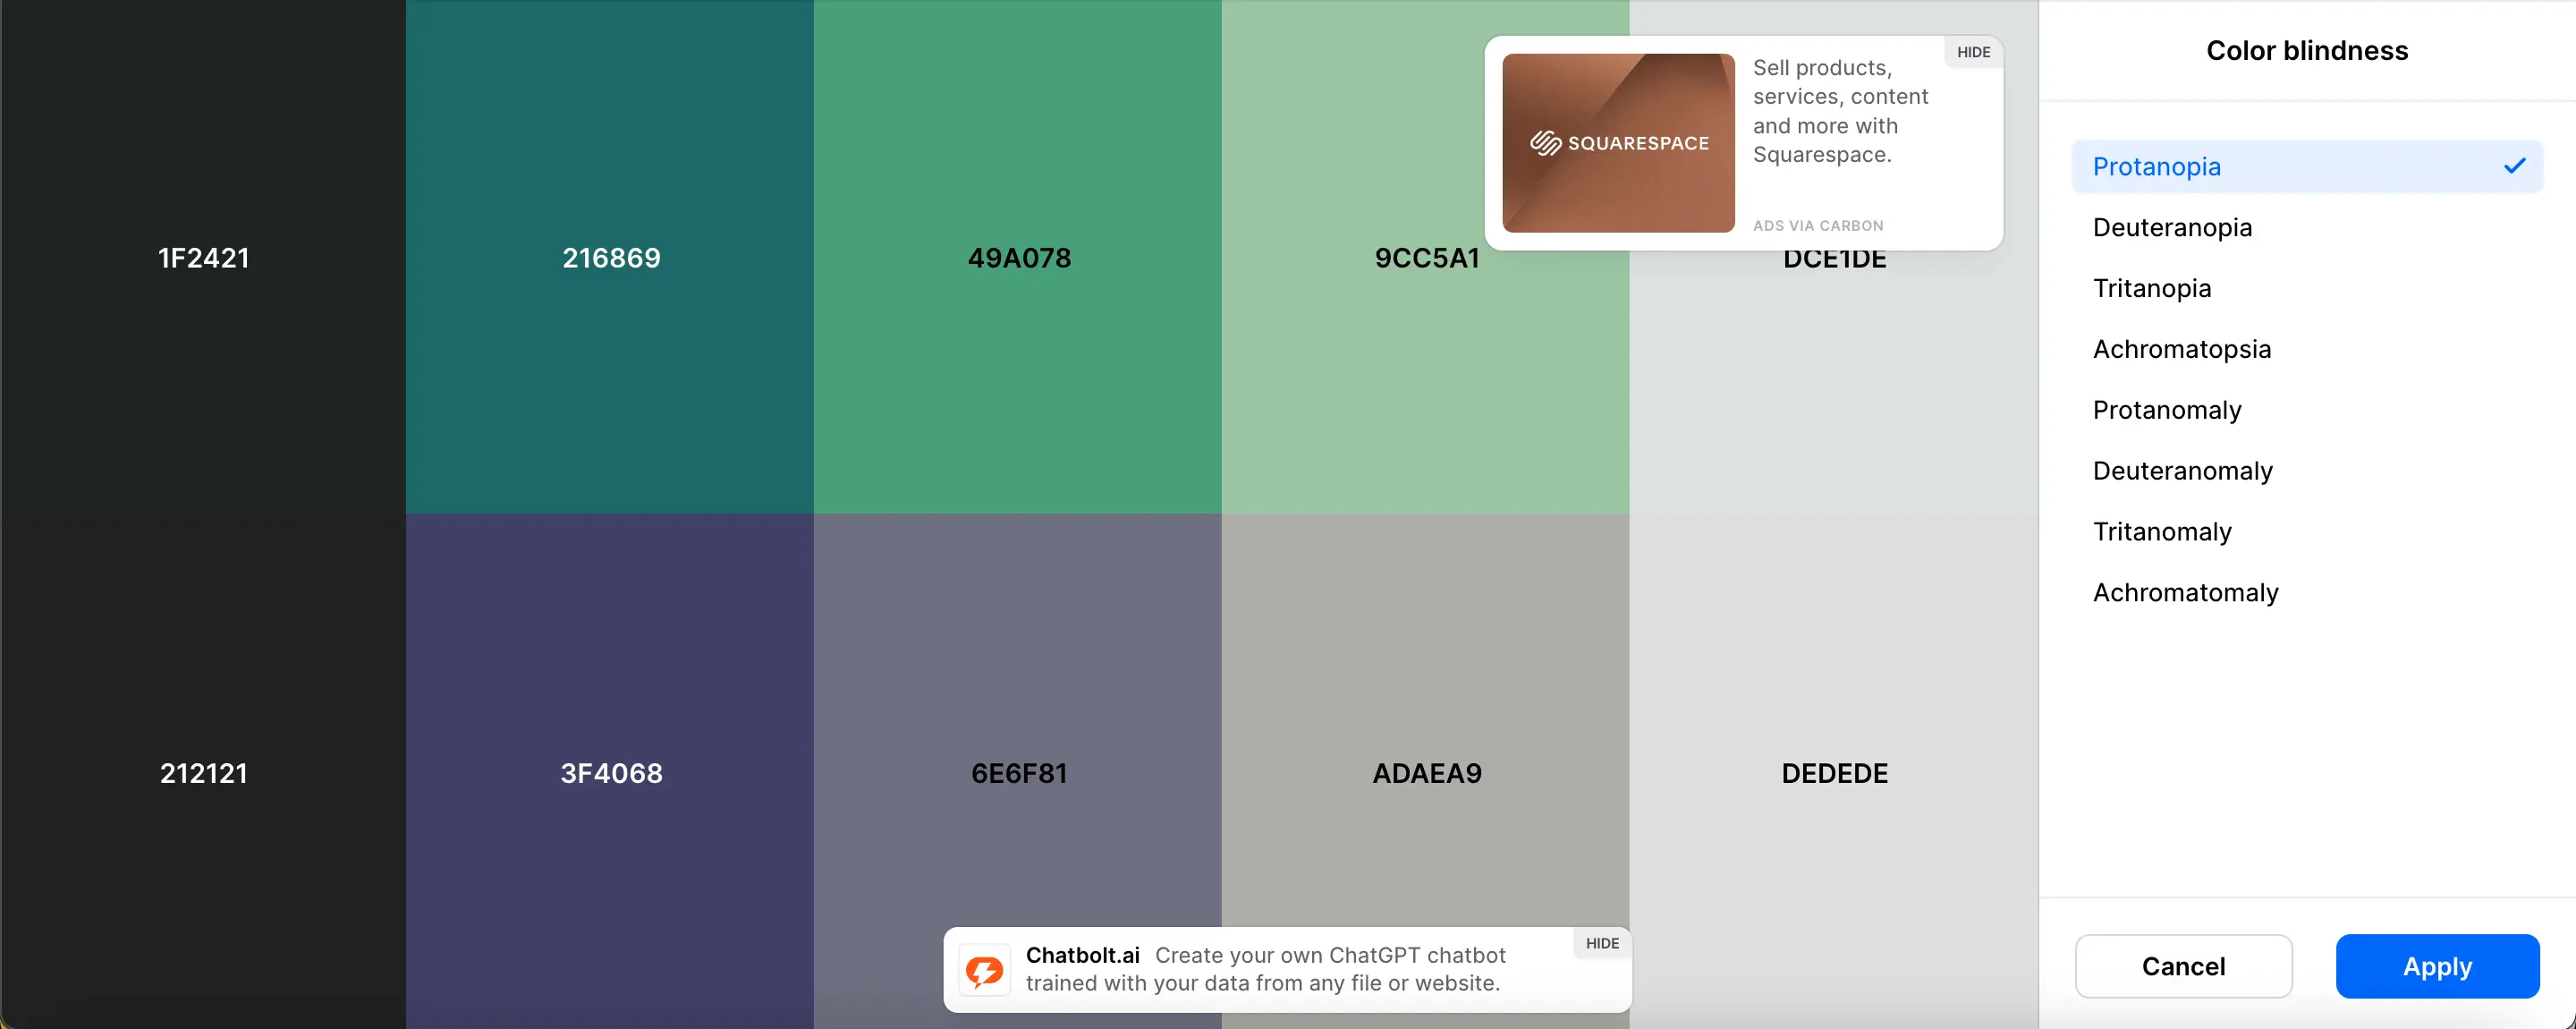 1F2421
216869
49A078
9CC5A1
DCE1DE
HIDE
SQUARESPACE
Sell products,
services, content
and more with
Squarespace.
ADS VIA CARBON
212121
3F4068
6E6F81
ADAEA9
DEDEDE
HIDE
Chatbolt.ai Create your own ChatGPT chatbot
trained with your data from any file or website.
Color blindness
Protanopia
Deuteranopia
Tritanopia
Achromatopsia
Protanomaly
Deuteranomaly
Tritanomaly
Achromatomaly
Cancel
Apply